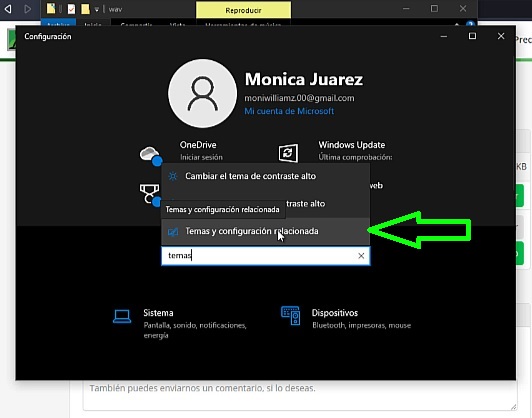 wav
Reproducir
Archivo Inicio Compartir Vista Herramientas de música
Configuración
Prec
Monica Juarez
moniwilliamz.00@gmail.com
Mi cuenta de Microsoft
OneDrive
Iniciar sesión
Windows Update
Última comprobación:
KB
Cambiar el tema de contraste alto
web
Temas y configuración relacionada
traste alto
Temas y configuración relacionada
temas
Sistema
Pantalla, sonido, notificaciones,
energía
Dispositivos
Bluetooth, impresoras, mouse
También puedes enviarnos un comentario, si lo deseas.